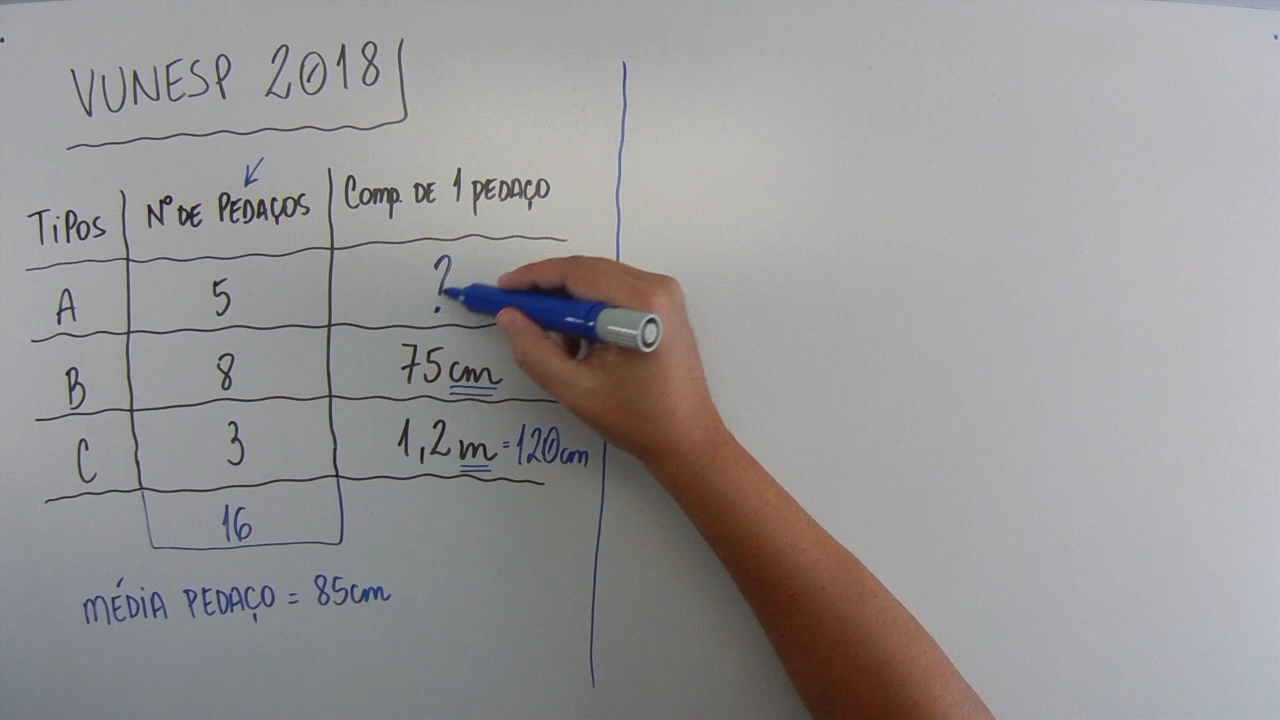 VUNESP 2018
TIPOS Nº DE PEDAÇOS Comp. DE 1 PEDAÇO
A 5 ?
B 8 75cm
C 3 1,2m = 120cm
16
MÉDIA PEDAÇO = 85cm